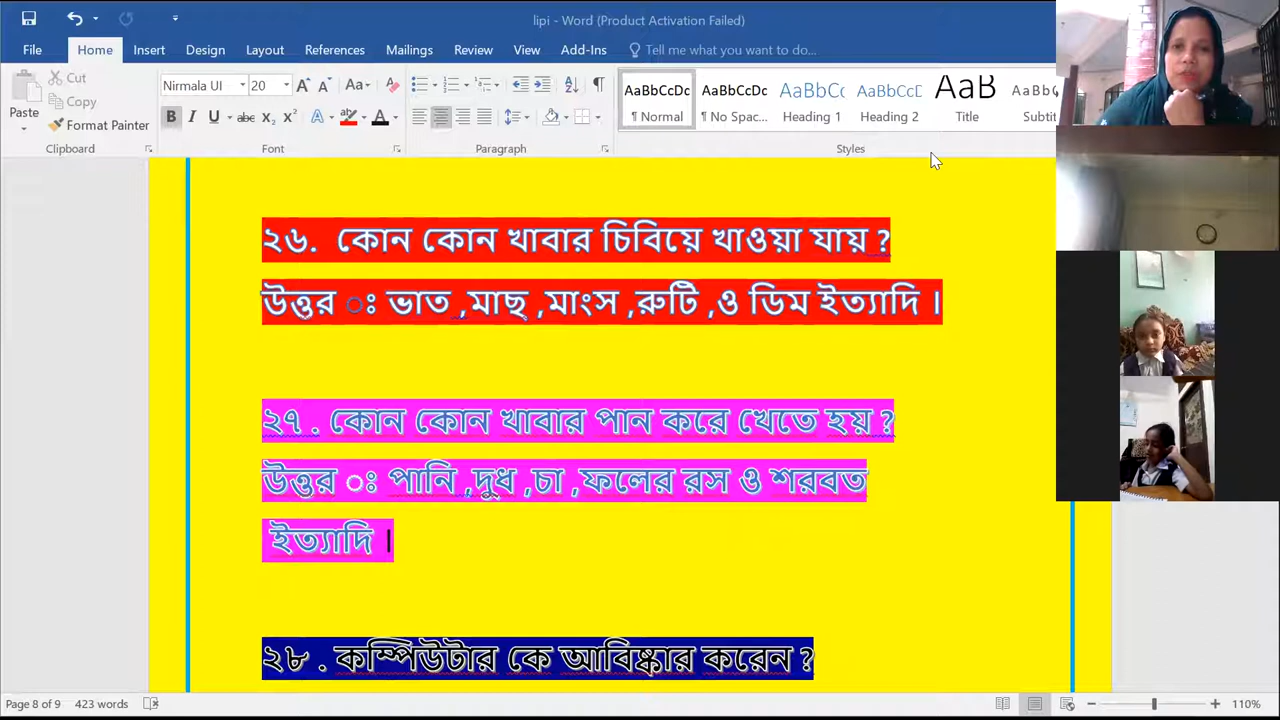 lipi - Word (Product Activation Failed)
File Home Insert Design Layout References Mailings Review View Add-Ins Tell me what you want to do...
Paste
Cut
Copy
Format Painter
Clipboard
Nirmala UI 20
Font
Paragraph
AaBbCcDc AaBbCcDc AaBbCc AaBbCcD AaB AaBbC
¶ Normal ¶ No Spac... Heading 1 Heading 2 Title Subtit
Styles
২৬. কোন কোন খাবার চিবিয়ে খাওয়া যায় ?
উত্তর ঃ ভাত ,মাছ ,মাংস ,রুটি ,ও ডিম ইত্যাদি ।
২৭ . কোন কোন খাবার পান করে খেতে হয় ?
উত্তর ঃ পানি ,দুধ ,চা ,ফলের রস ও শরবত
ইত্যাদি ।
২৮ . কম্পিউটার কে আবিষ্কার করেন ?
Page 8 of 9 423 words 110%